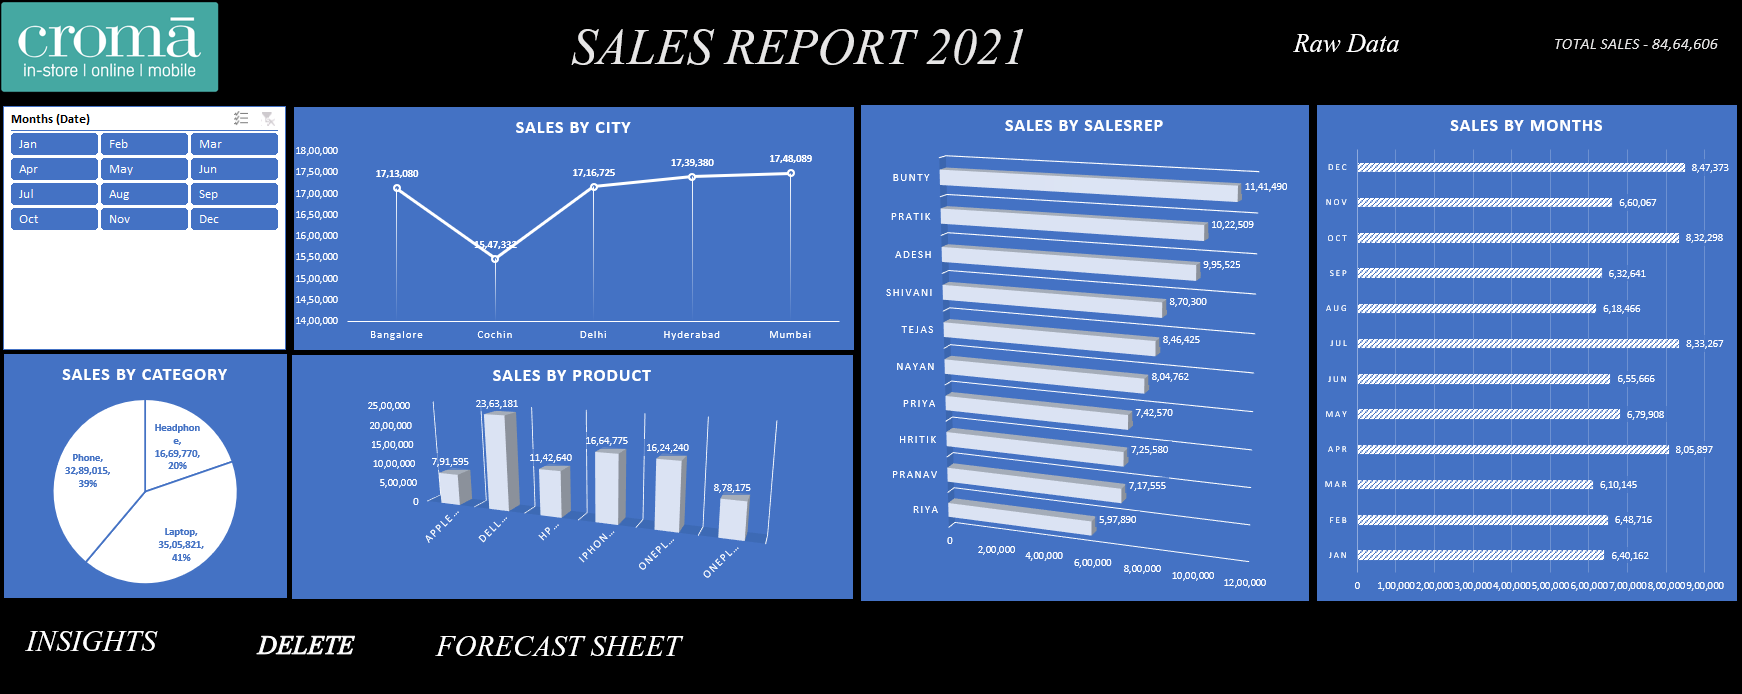 cromā
in-store | online | mobile
SALES REPORT 2021
Raw Data
TOTAL SALES - 84,64,606
Months (Date)
Jan Feb Mar
Apr May Jun
Jul Aug Sep
Oct Nov Dec
SALES BY CITY
18,00,000
17,50,000
17,00,000
16,50,000
16,00,000
15,50,000
15,00,000
14,50,000
14,00,000
17,13,080
15,47,332
17,16,725
17,39,380
17,48,089
Bangalore Cochin Delhi Hyderabad Mumbai
SALES BY SALESREP
BUNTY 11,41,490
PRATIK 10,22,509
ADESH 9,95,525
SHIVANI 8,70,300
TEJAS 8,46,425
NAYAN 8,04,762
PRIYA 7,42,570
HRITIK 7,25,580
PRANAV 7,17,555
RIYA 5,97,890
0 2,00,000 4,00,000 6,00,000 8,00,000 10,00,000 12,00,000
SALES BY MONTHS
DEC 8,47,373
NOV 6,60,067
OCT 8,32,298
SEP 6,32,641
AUG 6,18,466
JUL 8,33,267
JUN 6,55,666
MAY 6,79,908
APR 8,05,897
MAR 6,10,145
FEB 6,48,716
JAN 6,40,162
0 1,00,000 2,00,000 3,00,000 4,00,000 5,00,000 6,00,000 7,00,000 8,00,000 9,00,000
SALES BY CATEGORY
Headphon
e,
16,69,770,
20%
Phone,
32,89,015,
39%
Laptop,
35,05,821,
41%
SALES BY PRODUCT
25,00,000
20,00,000
15,00,000
10,00,000
5,00,000
0
7,91,595
23,63,181
11,42,640
16,64,775
16,24,240
8,78,175
APPLE…
DELL…
HP…
IPHON…
ONEPL…
ONEPL…
INSIGHTS
DELETE
FORECAST SHEET